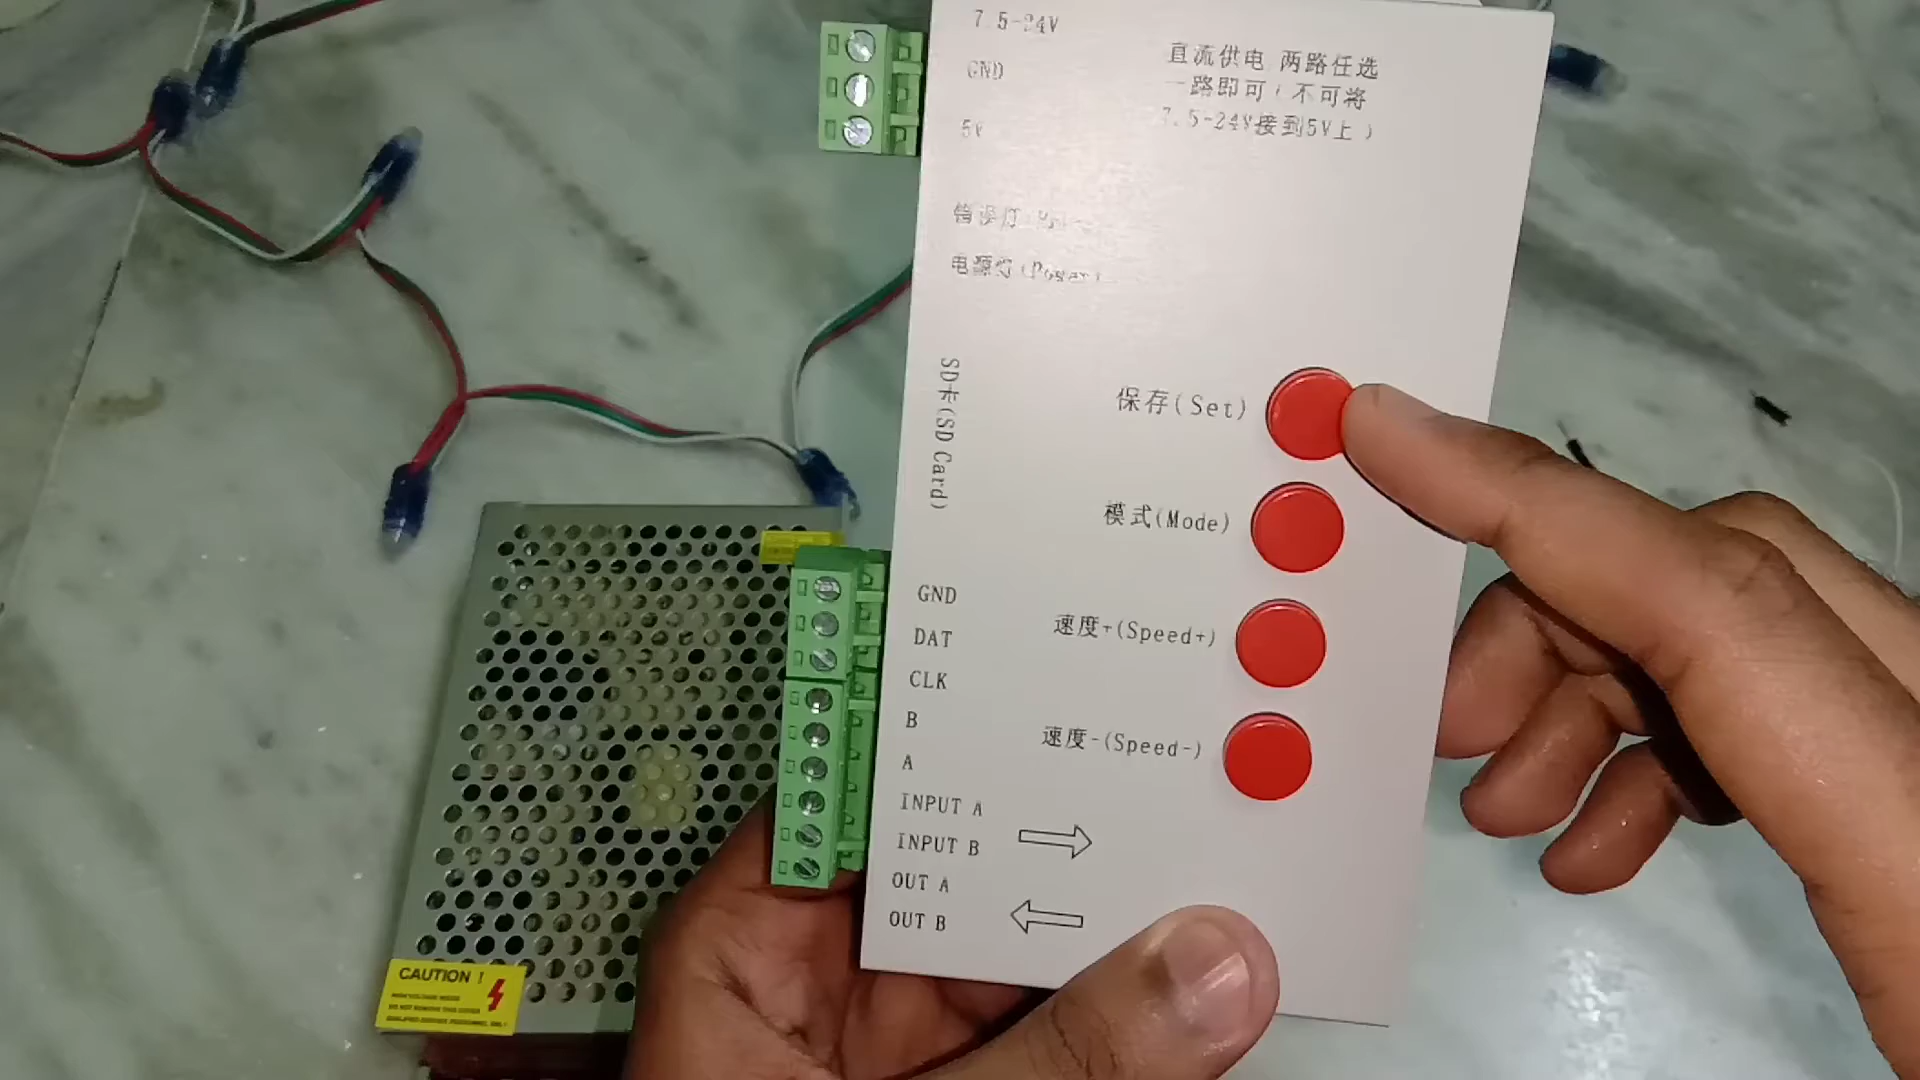 7.5-24V
GND
5V
直流供电 两路任选
一路即可(不可将
7.5-24V接到5V上)
错误灯
电源灯(Power)
SD卡(SD Card)
保存(Set)
模式(Mode)
速度+(Speed+)
速度-(Speed-)
GND
DAT
CLK
B
A
INPUT A
INPUT B
OUT A
OUT B
CAUTION !